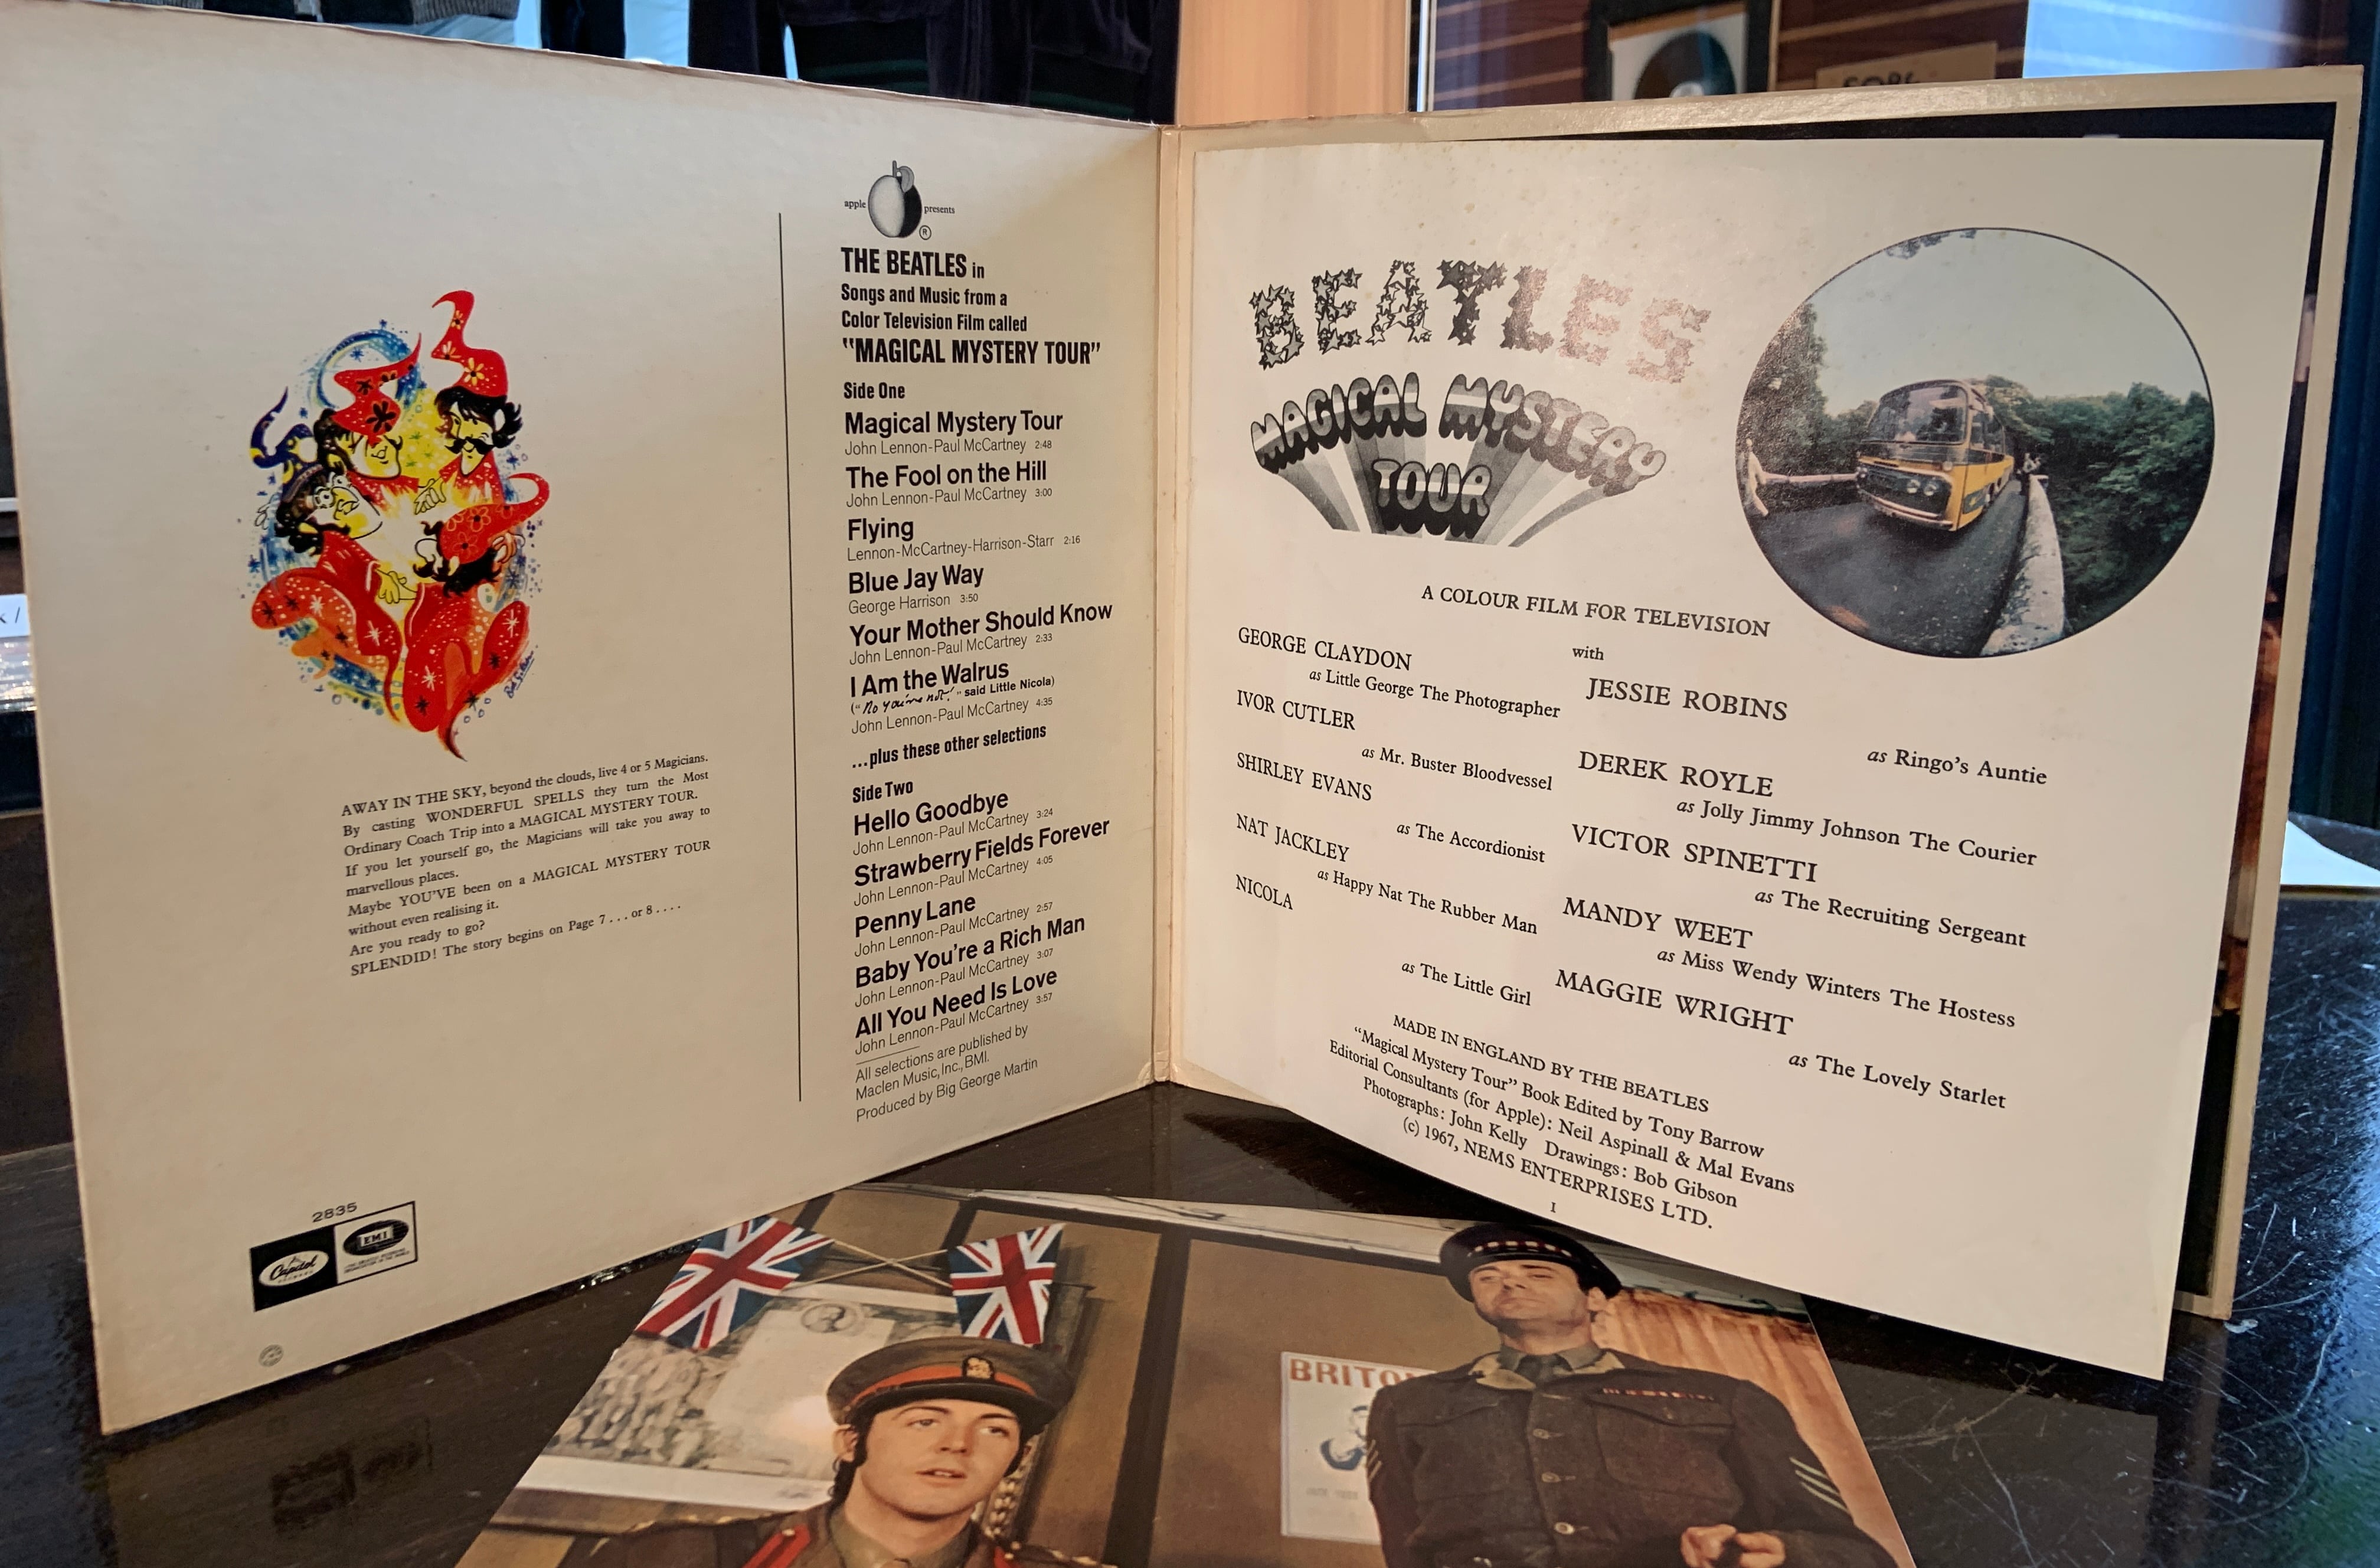 apple presents
®
THE BEATLES in
Songs and Music from a
Color Television Film called
"MAGICAL MYSTERY TOUR"
Side One
Magical Mystery Tour
John Lennon-Paul McCartney 2:48
The Fool on the Hill
John Lennon-Paul McCartney 3:00
Flying
Lennon-McCartney-Harrison-Starr 2:16
Blue Jay Way
George Harrison 3:50
Your Mother Should Know
John Lennon-Paul McCartney 2:33
I Am the Walrus
("No you're not!" said Little Nicola)
John Lennon-Paul McCartney 4:35
...plus these other selections
Side Two
Hello Goodbye
John Lennon-Paul McCartney 3:24
Strawberry Fields Forever
John Lennon-Paul McCartney 4:05
Penny Lane
John Lennon-Paul McCartney 2:57
Baby You're a Rich Man
John Lennon-Paul McCartney 3:07
All You Need Is Love
John Lennon-Paul McCartney 3:57
All selections are published by
Maclen Music, Inc., BMI.
Produced by Big George Martin
AWAY IN THE SKY, beyond the clouds, live 4 or 5 Magicians.
By casting WONDERFUL SPELLS they turn the Most
Ordinary Coach Trip into a MAGICAL MYSTERY TOUR.
If you let yourself go, the Magicians will take you away to
marvellous places.
Maybe YOU'VE been on a MAGICAL MYSTERY TOUR
without even realising it.
Are you ready to go?
SPLENDID! The story begins on Page 7 . . . or 8 . . . .
2835
Capitol
RECORDS
EMI
BEATLES
MAGICAL MYSTERY
TOUR
A COLOUR FILM FOR TELEVISION
with
GEORGE CLAYDON
as Little George The Photographer
IVOR CUTLER
as Mr. Buster Bloodvessel
SHIRLEY EVANS
as The Accordionist
NAT JACKLEY
as Happy Nat The Rubber Man
NICOLA
as The Little Girl
JESSIE ROBINS
as Ringo's Auntie
DEREK ROYLE
as Jolly Jimmy Johnson The Courier
VICTOR SPINETTI
as The Recruiting Sergeant
MANDY WEET
as Miss Wendy Winters The Hostess
MAGGIE WRIGHT
as The Lovely Starlet
MADE IN ENGLAND BY THE BEATLES
"Magical Mystery Tour" Book Edited by Tony Barrow
Editorial Consultants (for Apple): Neil Aspinall & Mal Evans
Photographs: John Kelly Drawings: Bob Gibson
(c) 1967, NEMS ENTERPRISES LTD.
1